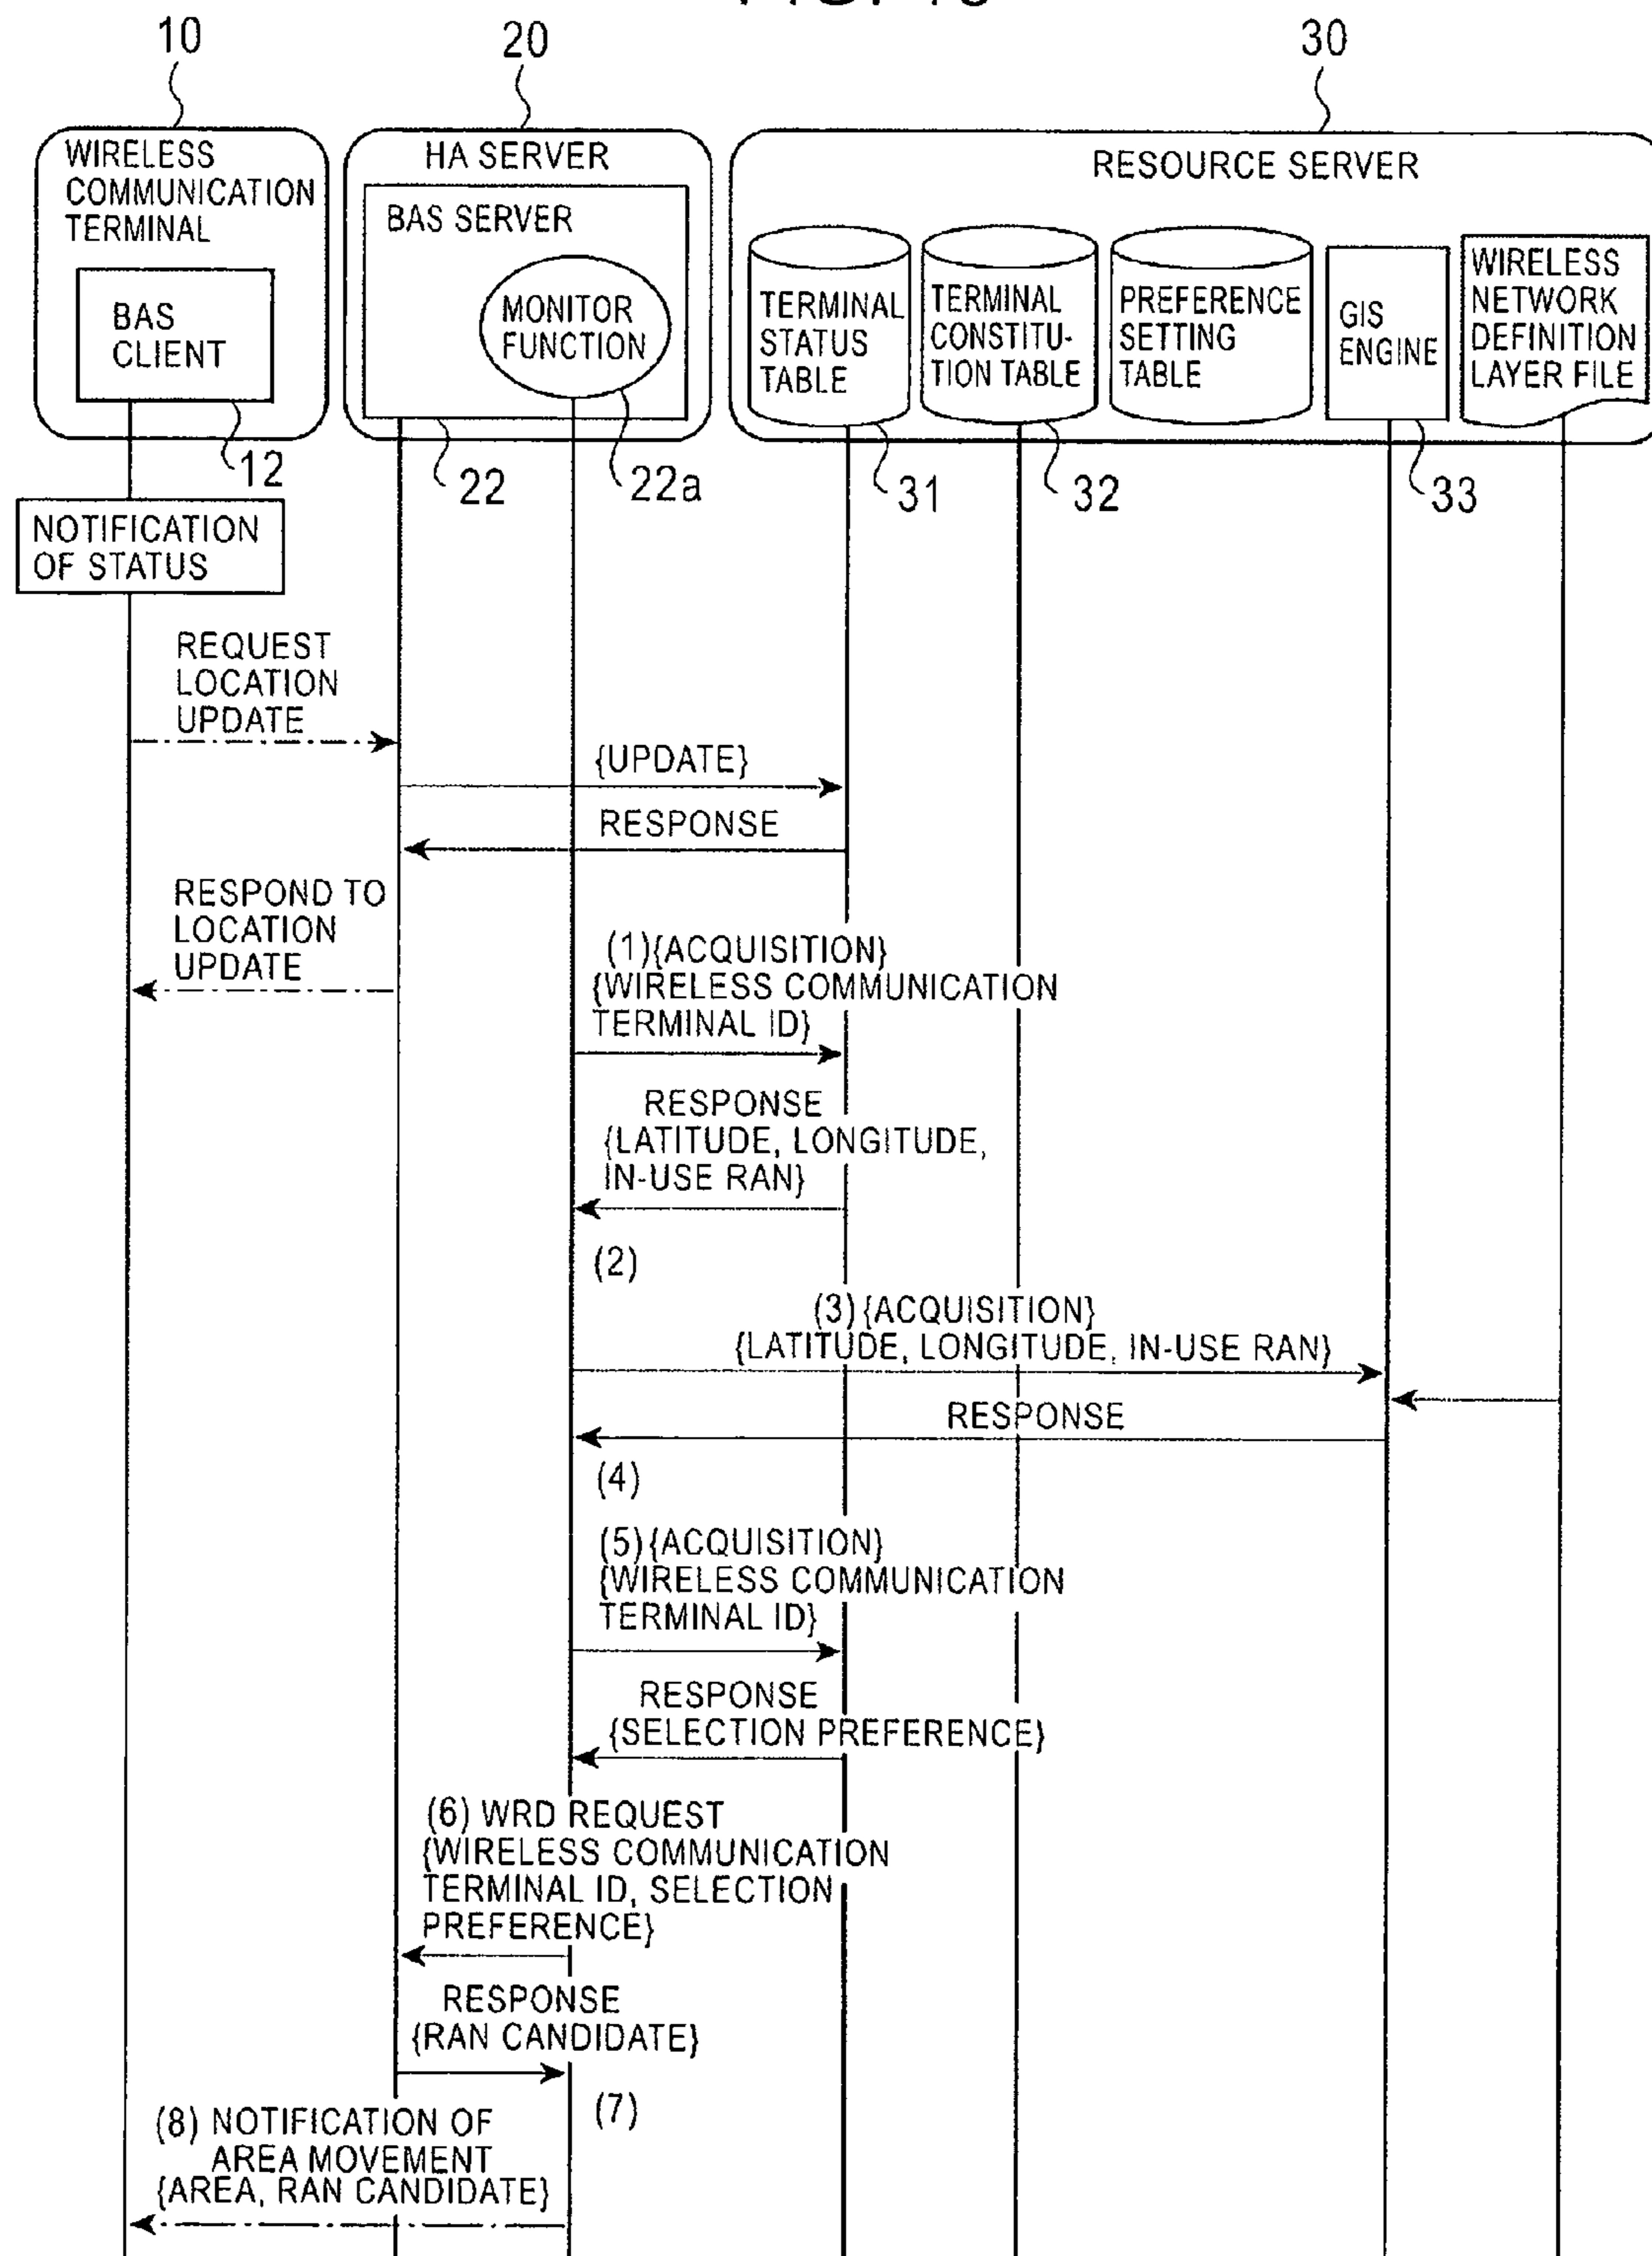 10
20
30
WIRELESS
COMMUNICATION
TERMINAL
BAS
CLIENT
12
HA SERVER
BAS SERVER
MONITOR
FUNCTION
22
22a
RESOURCE SERVER
TERMINAL
STATUS
TABLE
TERMINAL
CONSTITU-
TION TABLE
PREFERENCE
SETTING
TABLE
GIS
ENGINE
WIRELESS
NETWORK
DEFINITION
LAYER FILE
31
32
33
NOTIFICATION
OF STATUS
REQUEST
LOCATION
UPDATE
{UPDATE}
RESPONSE
RESPOND TO
LOCATION
UPDATE
(1){ACQUISITION}
{WIRELESS COMMUNICATION
TERMINAL ID}
RESPONSE
{LATITUDE, LONGITUDE,
IN-USE RAN}
(2)
(3){ACQUISITION}
{LATITUDE, LONGITUDE, IN-USE RAN}
RESPONSE
(4)
(5){ACQUISITION}
{WIRELESS COMMUNICATION
TERMINAL ID}
RESPONSE
{SELECTION PREFERENCE}
(6) WRD REQUEST
{WIRELESS COMMUNICATION
TERMINAL ID, SELECTION
PREFERENCE}
RESPONSE
{RAN CANDIDATE}
(7)
(8) NOTIFICATION OF
AREA MOVEMENT
{AREA, RAN CANDIDATE}